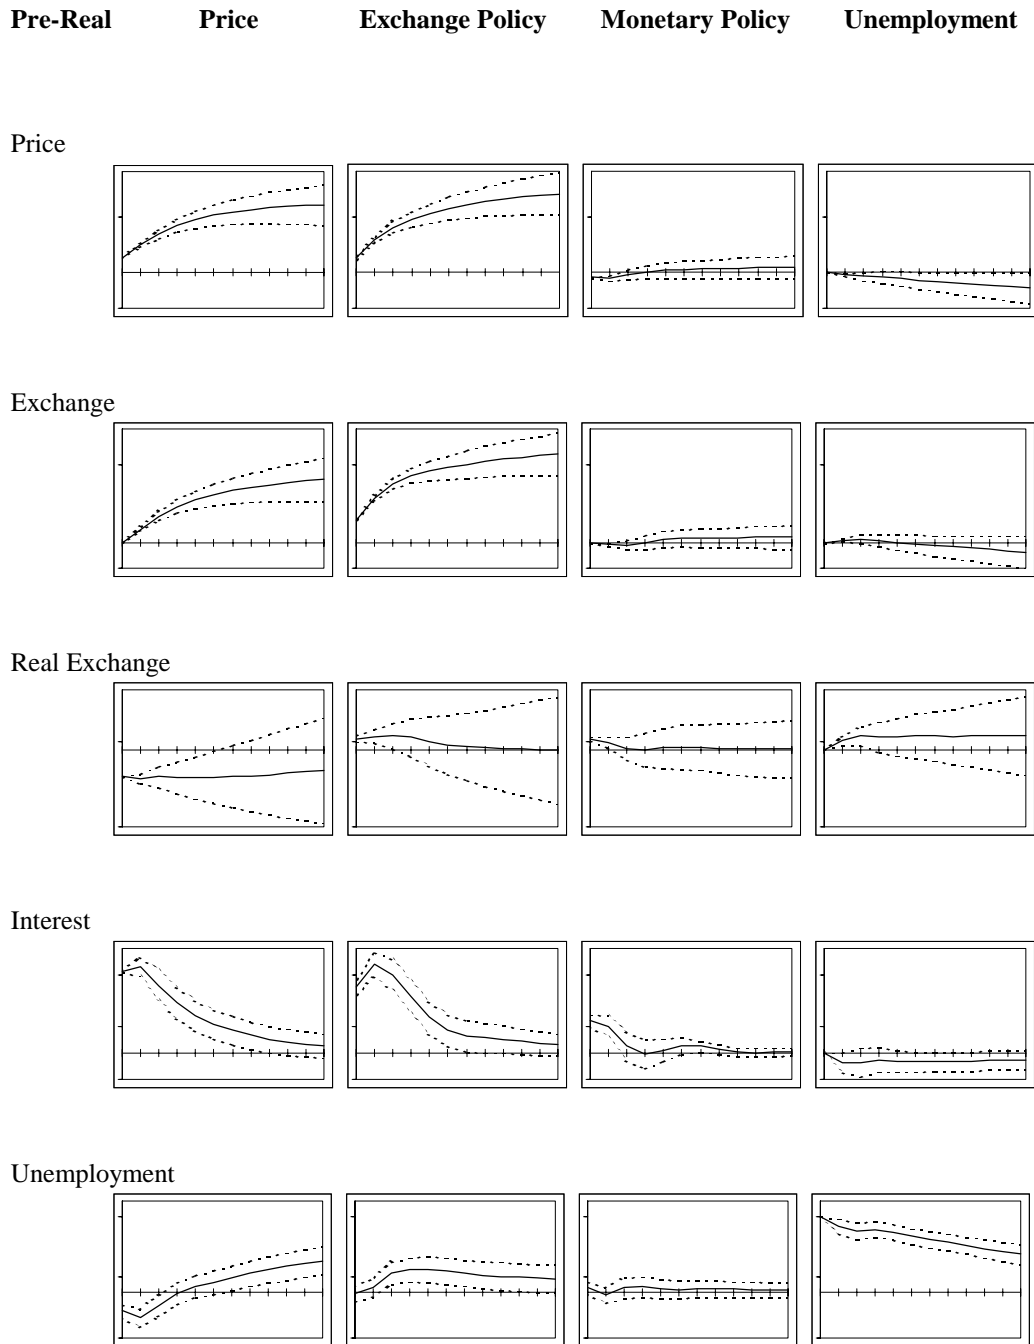 Pre-Real Price Exchange Policy Monetary Policy Unemployment
Price
Exchange
Real Exchange
Interest
Unemployment